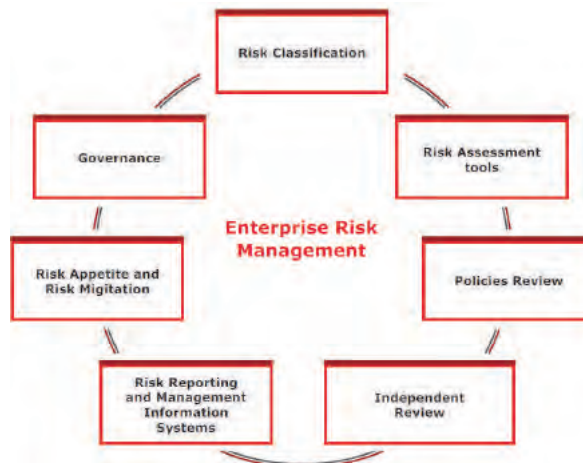 Risk Classification
Governance
Risk Assessment
tools
Enterprise Risk
Management
Risk Appetite and
Risk Migitation
Policies Review
Risk Reporting
and Management
Information
Systems
Independent
Review